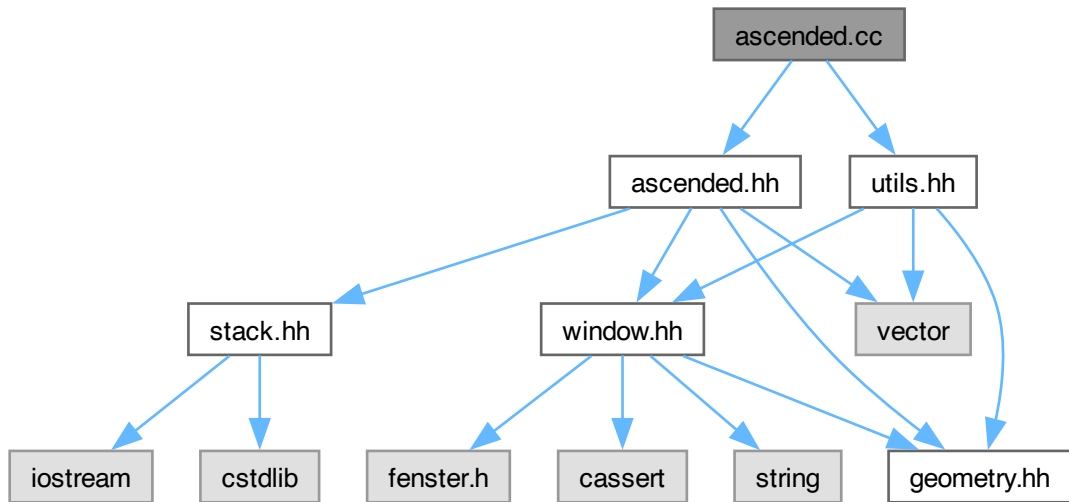 ascended.cc
ascended.hh
utils.hh
stack.hh
window.hh
vector
iostream
cstdlib
fenster.h
cassert
string
geometry.hh